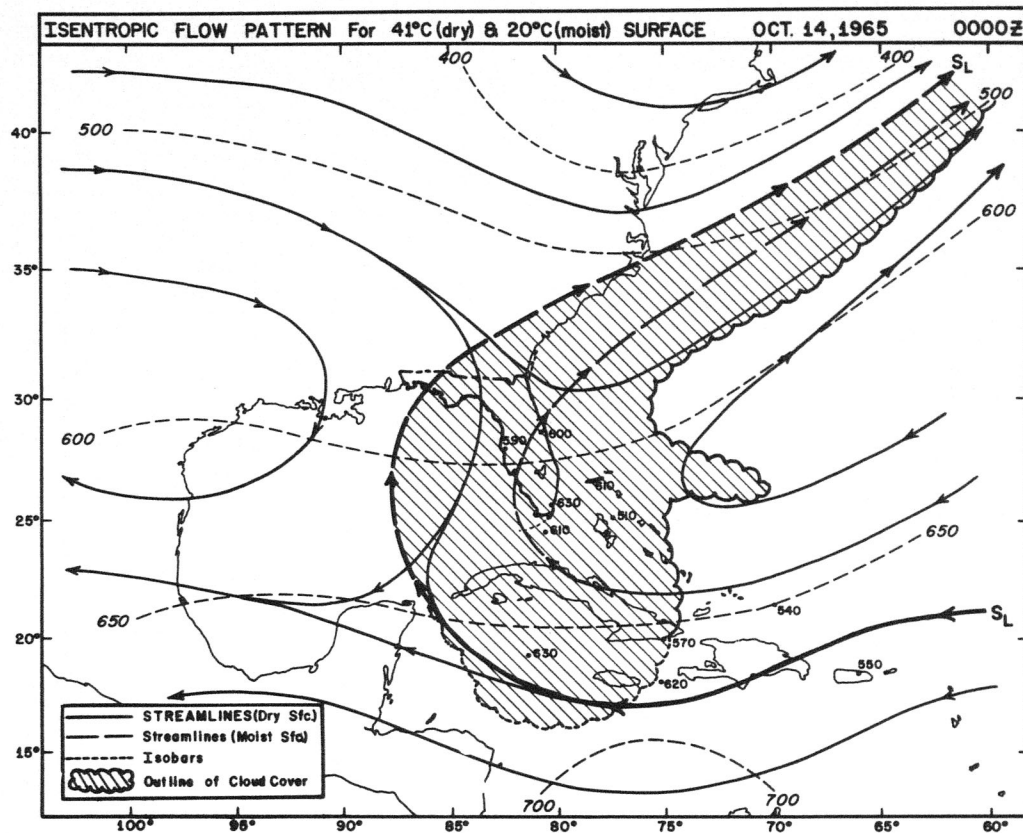 ISENTROPIC FLOW PATTERN For 41°C (dry) & 20°C (moist) SURFACE OCT. 14, 1965 0000Z
400 400
S_L
500 500
40°
600
35°
30°
600 590 600
610
630
25° 610 510
650
650 540
20° 570 S_L
630 620 550
STREAMLINES (Dry Sfc.)
Streamlines (Moist Sfc.)
Isobars
Outline of Cloud Cover
15°
700 700
100° 95° 90° 85° 80° 75° 70° 65° 60°